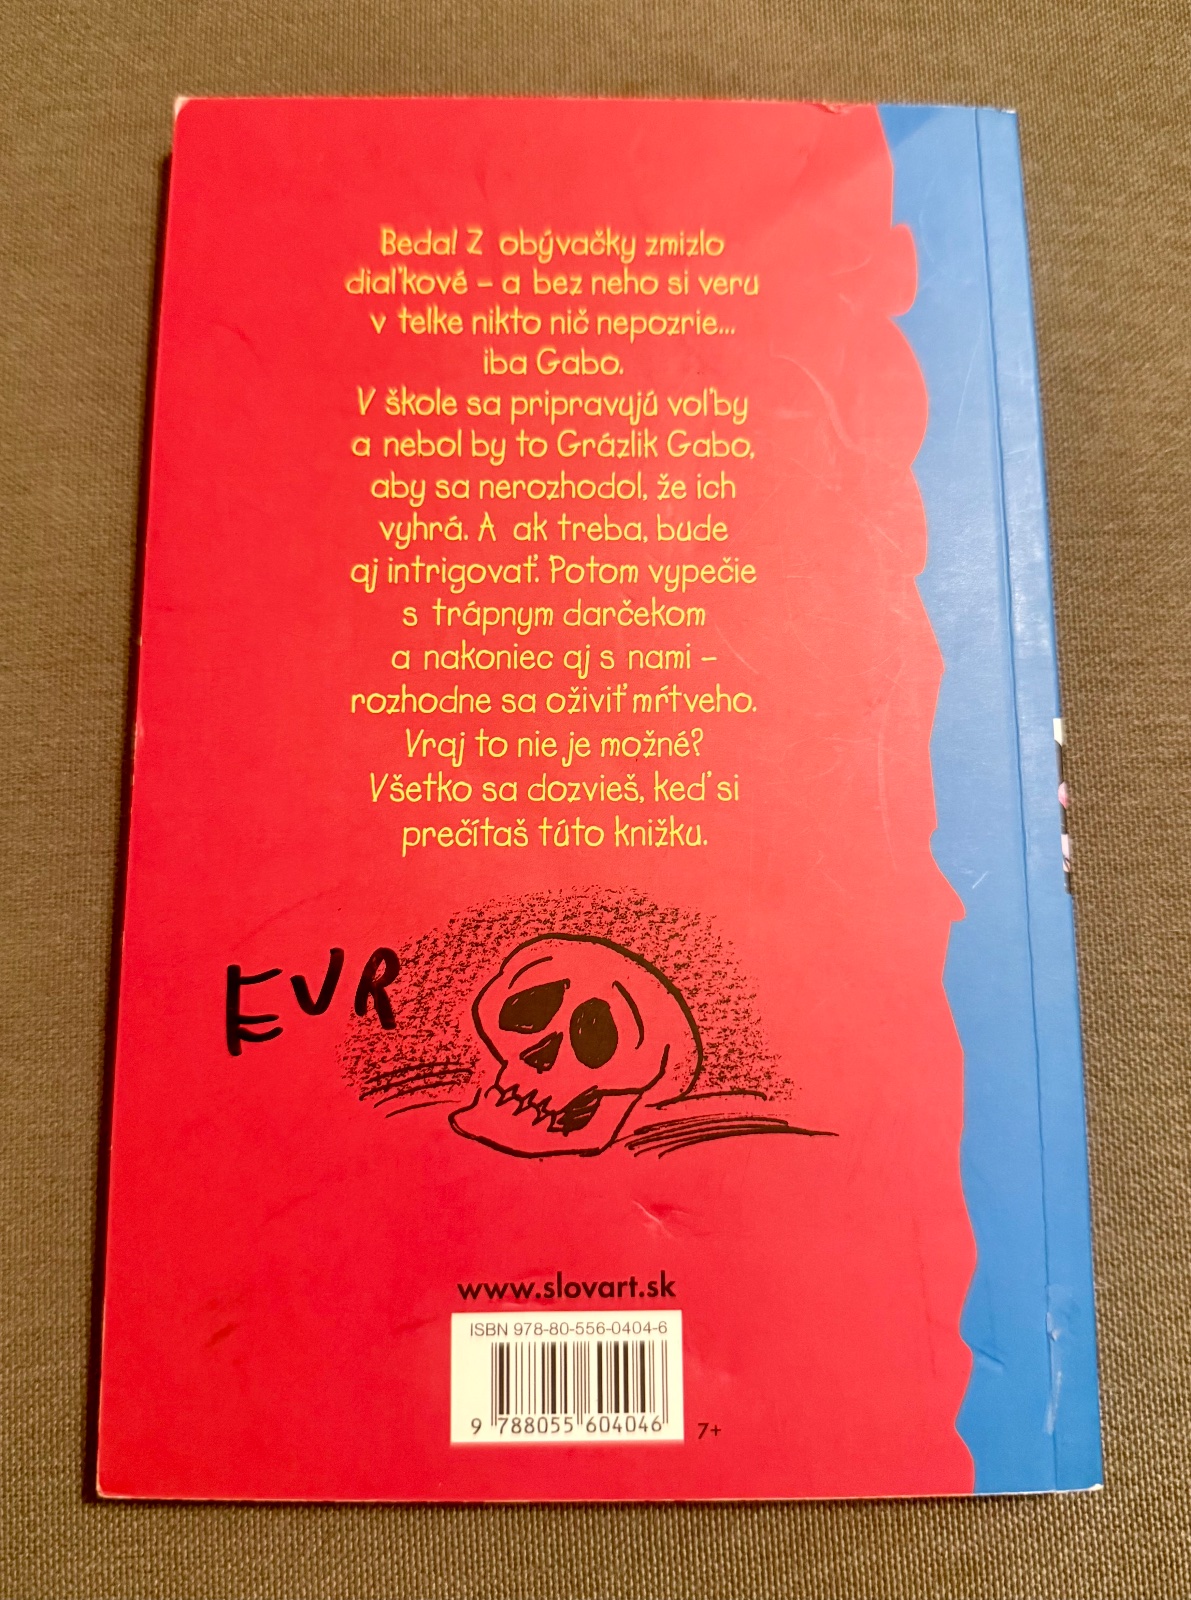 Beda! Z obývačky zmizlo
diaľkové – a bez neho si veru
v telke nikto nič nepozrie...
iba Gabo.
V škole sa pripravujú voľby
a nebol by to Grázlik Gabo,
aby sa nerozhodol, že ich
vyhrá. A ak treba, bude
aj intrigovať. Potom vypečie
s trápnym darčekom
a nakoniec aj s nami –
rozhodne sa oživiť mŕtveho.
Vraj to nie je možné?
Všetko sa dozvieš, keď si
prečítaš túto knižku.
EUR
www.slovart.sk
ISBN 978-80-556-0404-6
9 788055 604046
7+